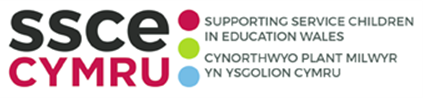 ssce
CYMRU
SUPPORTING SERVICE CHILDREN
IN EDUCATION WALES
CYNORTHWYO PLANT MILWYR
YN YSGOLION CYMRU